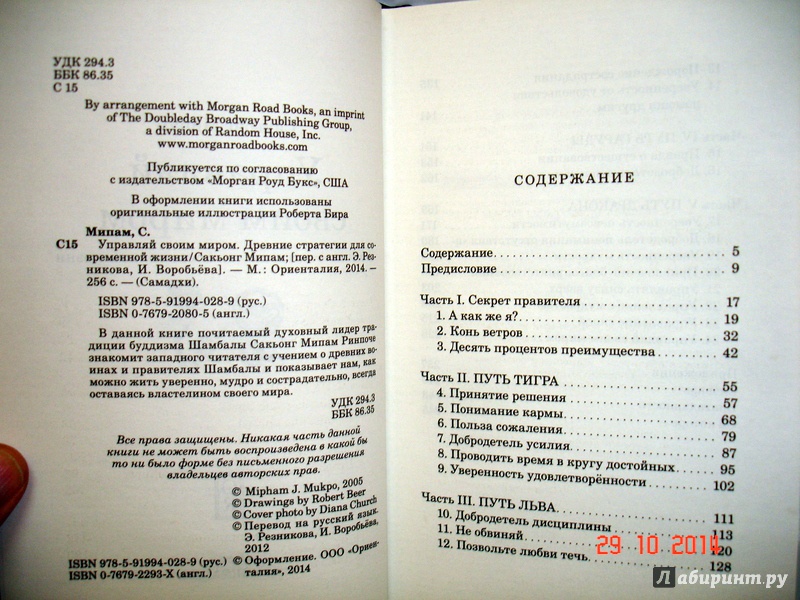 УДК 294.3
ББК 86.35
С 15
By arrangement with Morgan Road Books, an imprint
of The Doubleday Broadway Publishing Group,
a division of Random House, Inc.
www.morganroadbooks.com
Публикуется по согласованию
с издательством «Морган Роуд Букс», США
В оформлении книги использованы
оригинальные иллюстрации Роберта Бира
Мипам, С.
С15 Управляй своим миром. Древние стратегии для со-
временной жизни/Сакьонг Мипам; [пер. с англ. Э. Рез-
никова, И. Воробьёва]. — М.: Ориенталия, 2014. –
256 с. — (Самадхи).
ISBN 978-5-91994-028-9 (рус.)
ISBN 0-7679-2080-5 (англ.)
В данной книге почитаемый духовный лидер тра-
диции буддизма Шамбалы Сакьонг Мипам Ринпоче
знакомит западного читателя с учением о древних вои-
нах и правителях Шамбалы и показывает нам, как
можно жить уверенно, мудро и сострадательно, всегда
оставаясь властелином своего мира.
УДК 294.3
ББК 86.35
Все права защищены. Никакая часть данной
книги не может быть воспроизведена в какой бы
то ни было форме без письменного разрешения
владельцев авторских прав.
© Mipham J. Mukpo, 2005
© Drawings by Robert Beer
© Cover photo by Diana Church
© Перевод на русский язык.
Э. Резникова, И. Воробьёва,
2012
ISBN 978-5-91994-028-9 (рус.)
ISBN 0-7679-2293-X (англ.)
© Оформление. ООО «Ориен-
талия», 2014
СОДЕРЖАНИЕ
Содержание 5
Предисловие 9
Часть I. Секрет правителя 17
1. А как же я? 19
2. Конь ветров 32
3. Десять процентов преимущества 42
Часть II. ПУТЬ ТИГРА 55
4. Принятие решения 57
5. Понимание кармы 68
6. Польза сожаления 79
7. Добродетель усилия 87
8. Проводить время в кругу достойных 95
9. Уверенность удовлетворённости 102
Часть III. ПУТЬ ЛЬВА 111
10. Добродетель дисциплины 113
11. Не обвиняй 120
12. Позвольте любви течь 128
29 10 2014
Лабиринт.ру